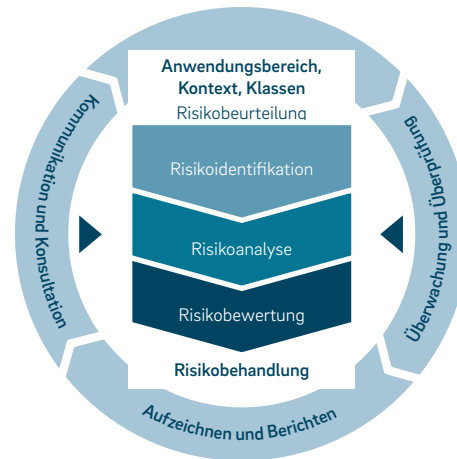 Anwendungsbereich,
Kontext, Klassen
Risikobeurteilung
Risikoidentifikation
Risikoanalyse
Risikobewertung
Risikobehandlung
Kommunikation und Konsultation
Überwachung und Überprüfung
Aufzeichnen und Berichten